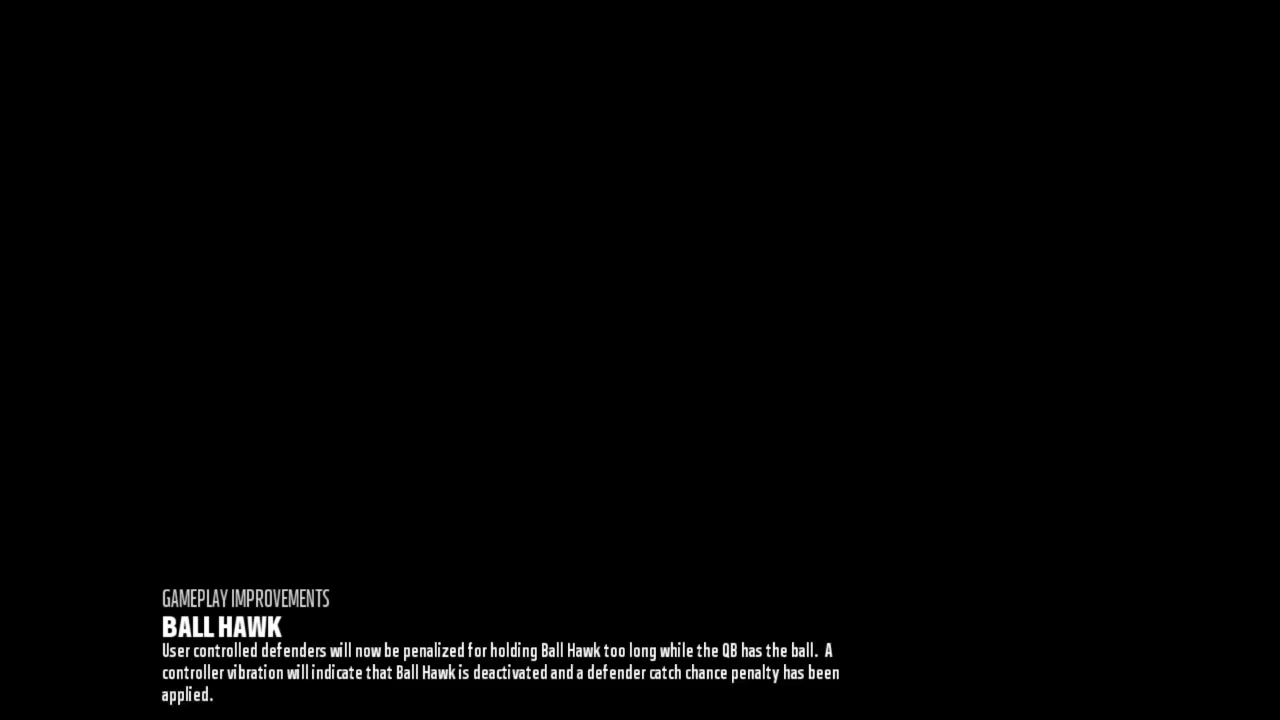 GAMEPLAY IMPROVEMENTS
BALL HAWK
User controlled defenders will now be penalized for holding Ball Hawk too long while the QB has the ball.  A
controller vibration will indicate that Ball Hawk is deactivated and a defender catch chance penalty has been
applied.